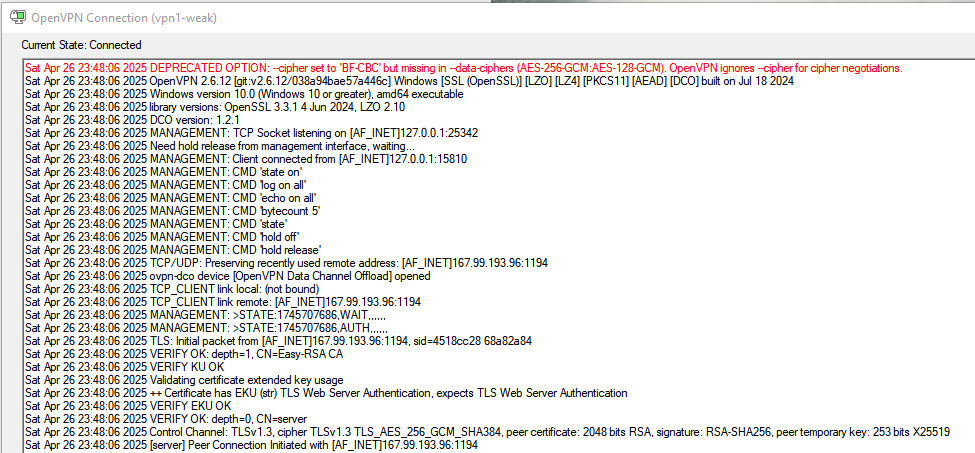 OpenVPN Connection (vpn1-weak)
Current State: Connected
Sat Apr 26 23:48:06 2025 DEPRECATED OPTION: --cipher set to 'BF-CBC' but missing in --data-ciphers (AES-256-GCM:AES-128-GCM). OpenVPN ignores --cipher for cipher negotiations.
Sat Apr 26 23:48:06 2025 OpenVPN 2.6.12 [git:v2.6.12/038a94bae57a446c] Windows [SSL (OpenSSL)] [LZO] [LZ4] [PKCS11] [AEAD] [DCO] built on Jul 18 2024
Sat Apr 26 23:48:06 2025 Windows version 10.0 (Windows 10 or greater), amd64 executable
Sat Apr 26 23:48:06 2025 library versions: OpenSSL 3.3.1 4 Jun 2024, LZO 2.10
Sat Apr 26 23:48:06 2025 DCO version: 1.2.1
Sat Apr 26 23:48:06 2025 MANAGEMENT: TCP Socket listening on [AF_INET]127.0.0.1:25342
Sat Apr 26 23:48:06 2025 Need hold release from management interface, waiting...
Sat Apr 26 23:48:06 2025 MANAGEMENT: Client connected from [AF_INET]127.0.0.1:15810
Sat Apr 26 23:48:06 2025 MANAGEMENT: CMD 'state on'
Sat Apr 26 23:48:06 2025 MANAGEMENT: CMD 'log on all'
Sat Apr 26 23:48:06 2025 MANAGEMENT: CMD 'echo on all'
Sat Apr 26 23:48:06 2025 MANAGEMENT: CMD 'bytecount 5'
Sat Apr 26 23:48:06 2025 MANAGEMENT: CMD 'state'
Sat Apr 26 23:48:06 2025 MANAGEMENT: CMD 'hold off'
Sat Apr 26 23:48:06 2025 MANAGEMENT: CMD 'hold release'
Sat Apr 26 23:48:06 2025 TCP/UDP: Preserving recently used remote address: [AF_INET]167.99.193.96:1194
Sat Apr 26 23:48:06 2025 ovpn-dco device [OpenVPN Data Channel Offload] opened
Sat Apr 26 23:48:06 2025 TCP_CLIENT link local: (not bound)
Sat Apr 26 23:48:06 2025 TCP_CLIENT link remote: [AF_INET]167.99.193.96:1194
Sat Apr 26 23:48:06 2025 MANAGEMENT: >STATE:1745707686,WAIT,,,,,,
Sat Apr 26 23:48:06 2025 MANAGEMENT: >STATE:1745707686,AUTH,,,,,,
Sat Apr 26 23:48:06 2025 TLS: Initial packet from [AF_INET]167.99.193.96:1194, sid=4518cc28 68a82a84
Sat Apr 26 23:48:06 2025 VERIFY OK: depth=1, CN=Easy-RSA CA
Sat Apr 26 23:48:06 2025 VERIFY KU OK
Sat Apr 26 23:48:06 2025 Validating certificate extended key usage
Sat Apr 26 23:48:06 2025 ++ Certificate has EKU (str) TLS Web Server Authentication, expects TLS Web Server Authentication
Sat Apr 26 23:48:06 2025 VERIFY EKU OK
Sat Apr 26 23:48:06 2025 VERIFY OK: depth=0, CN=server
Sat Apr 26 23:48:06 2025 Control Channel: TLSv1.3, cipher TLSv1.3 TLS_AES_256_GCM_SHA384, peer certificate: 2048 bits RSA, signature: RSA-SHA256, peer temporary key: 253 bits X25519
Sat Apr 26 23:48:06 2025 [server] Peer Connection Initiated with [AF_INET]167.99.193.96:1194